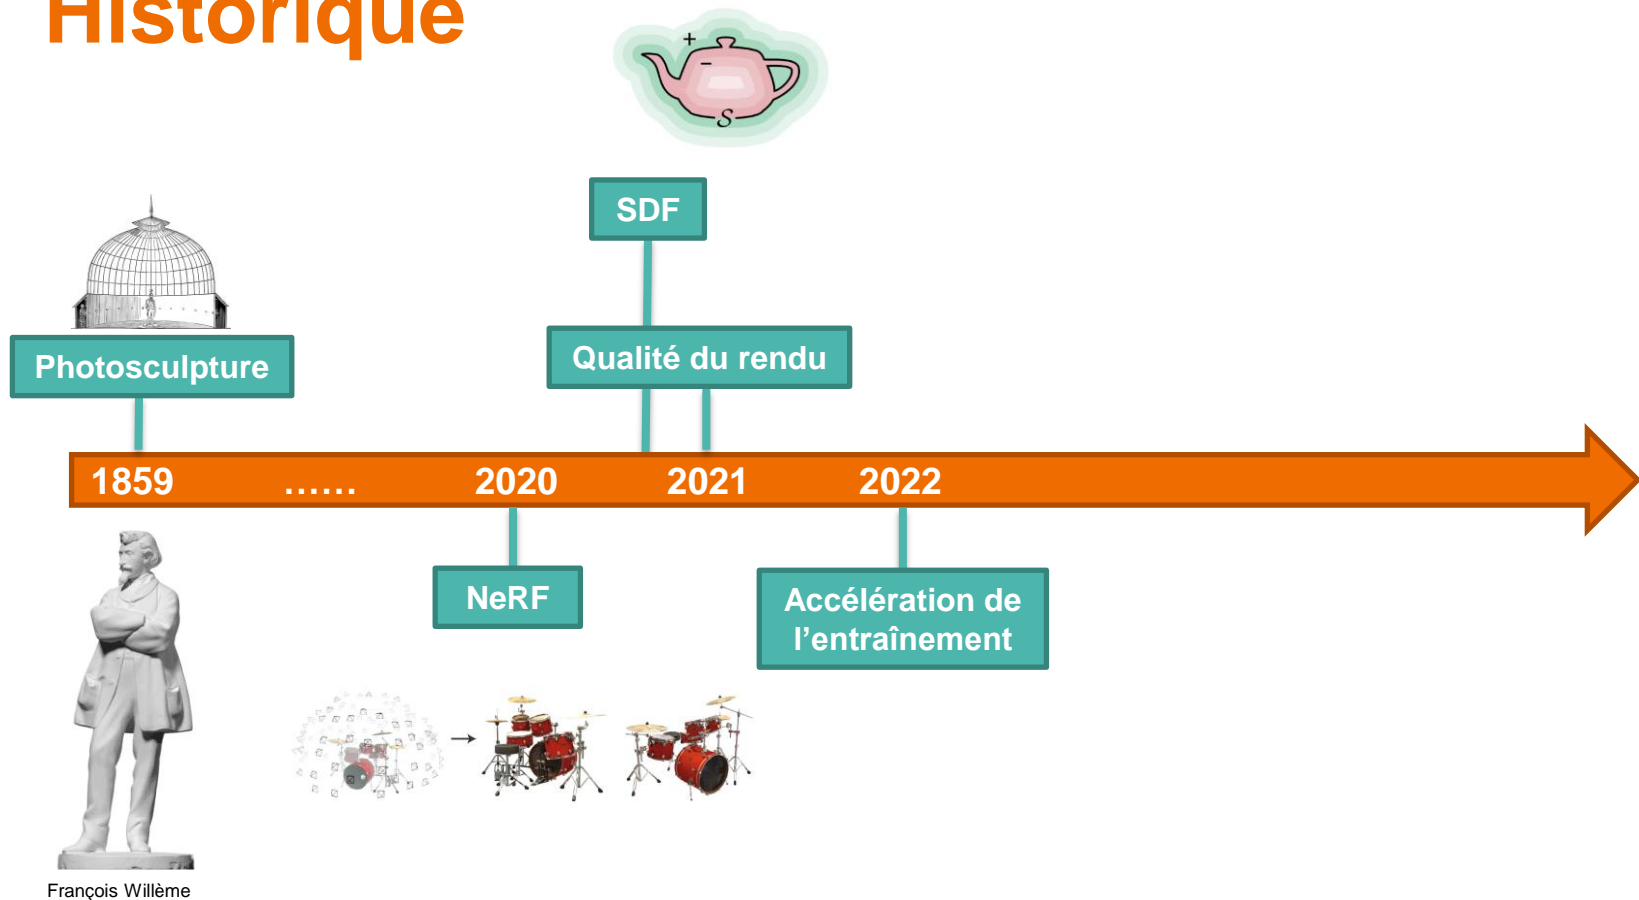 Historique
+
-
S
SDF
Photosculpture
Qualité du rendu
1859
......
2020
2021
2022
NeRF
Accélération de
l'entraînement
François Willème